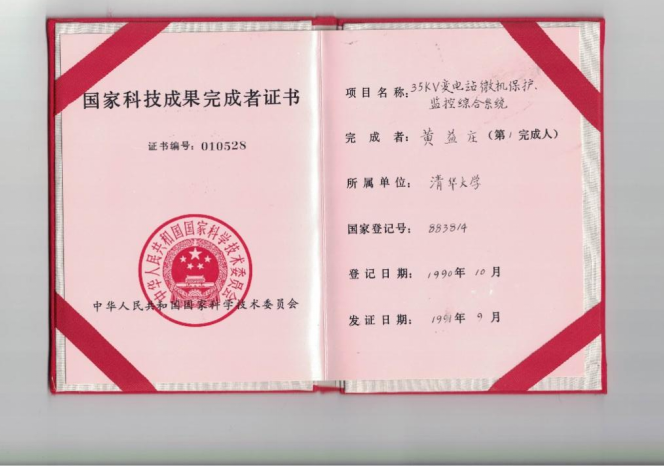 国家科技成果完成者证书
证书编号：010528
中华人民共和国国家科学技术委员会
中华人民共和国国家科学技术委员会
项目名称：35KV变电站微机保护、
监控综合系统
完成者：黄益庄（第1完成人）
所属单位：清华大学
国家登记号：883814
登记日期：1990年10月
发证日期：1991年9月